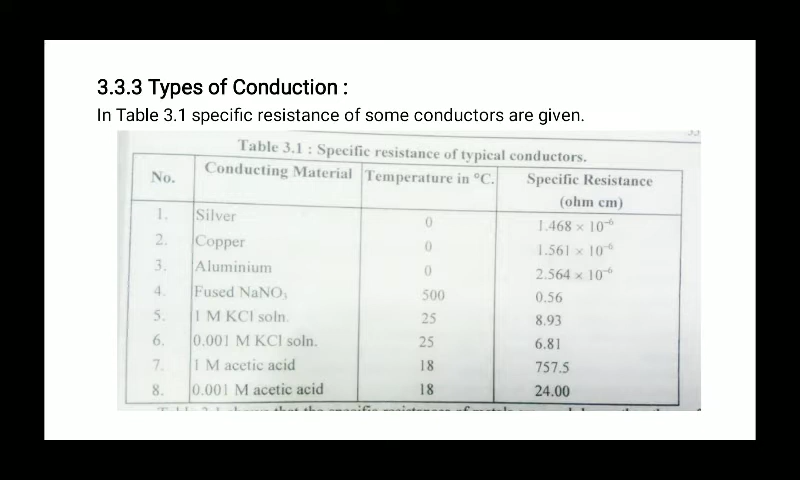 3.3.3 Types of Conduction :
In Table 3.1 specific resistance of some conductors are given.
Table 3.1 : Specific resistance of typical conductors.
No. Conducting Material Temperature in °C. Specific Resistance (ohm cm)
1. Silver 0 1.468 × 10⁻⁶
2. Copper 0 1.561 × 10⁻⁶
3. Aluminium 0 2.564 × 10⁻⁶
4. Fused NaNO₃ 500 0.56
5. 1 M KCl soln. 25 8.93
6. 0.001 M KCl soln. 25 6.81
7. 1 M acetic acid 18 757.5
8. 0.001 M acetic acid 18 24.00